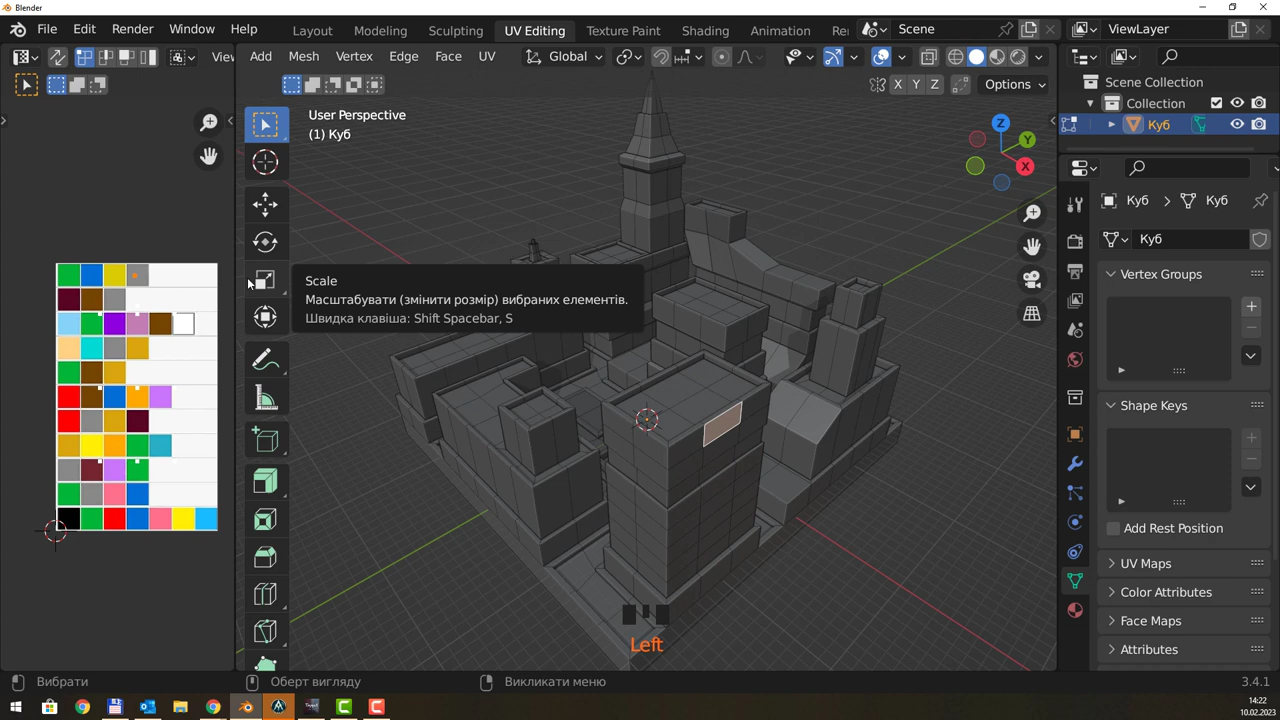 Blender
File Edit Render Window Help Layout Modeling Sculpting UV Editing Texture Paint Shading Animation Re Scene ViewLayer
Viev Add Mesh Vertex Edge Face UV Global
X Y Z Options
Scene Collection
Collection
Куб
User Perspective
(1) Куб
Z
Y
X
Куб Куб
Куб
Vertex Groups
Scale
Масштабувати (змінити розмір) вибраних елементів.
Швидка клавіша: Shift Spacebar, S
Shape Keys
Add Rest Position
UV Maps
Color Attributes
Face Maps
Attributes
Left
Вибрати Оберт вигляду Викликати меню 3.4.1
14:22
10.02.2023